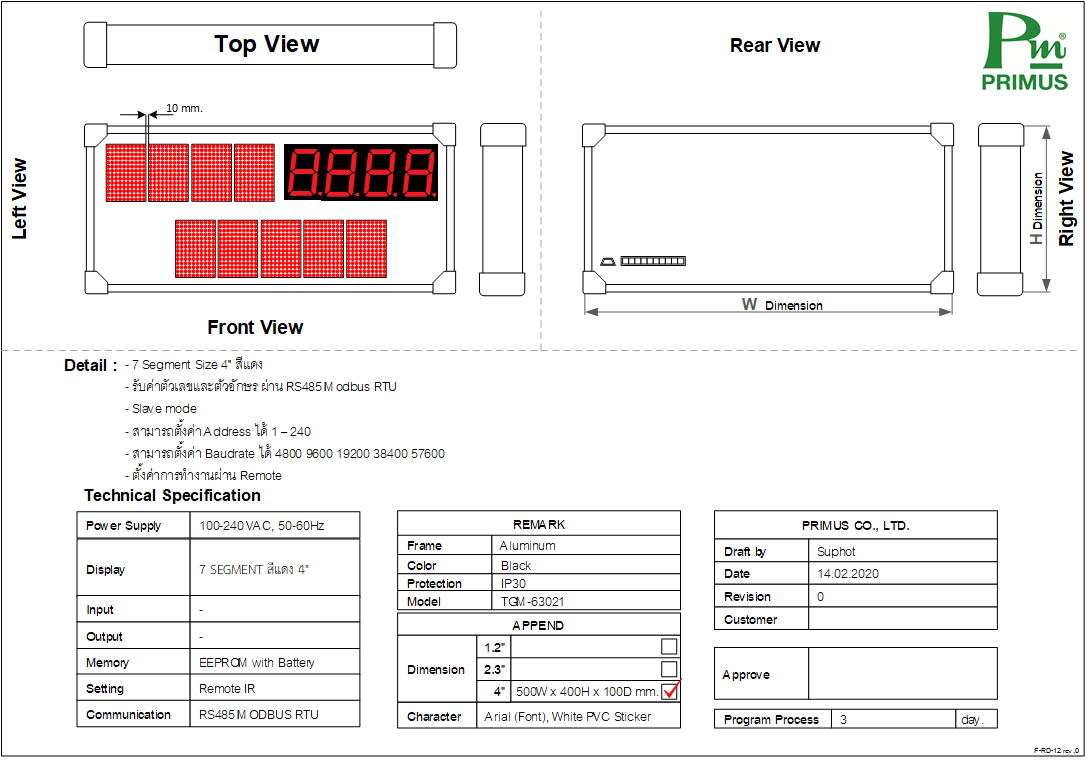 Top View
Rear View
Pm®
PRIMUS
10 mm.
8.8.8.8.
Left View
H Dimension
Right View
W Dimension
Front View
Detail : - 7 Segment Size 4" สีแดง
- รับค่าตัวเลขและตัวอักษร ผ่าน RS485 Modbus RTU
- Slave mode
- สามารถตั้งค่า Address ได้ 1 – 240
- สามารถตั้งค่า Baudrate ได้ 4800 9600 19200 38400 57600
- ตั้งค่าการทำงานผ่าน Remote
Technical Specification
Power Supply 100-240 VAC, 50-60Hz
Display 7 SEGMENT สีแดง 4"
Input -
Output -
Memory EEPROM with Battery
Setting Remote IR
Communication RS485 MODBUS RTU
REMARK
Frame Aluminum
Color Black
Protection IP30
Model TGM-63021
APPEND
Dimension
1.2"
2.3"
4" 500W x 400H x 100D mm.
Character Arial (Font), White PVC Sticker
PRIMUS CO., LTD.
Draft by Suphot
Date 14.02.2020
Revision 0
Customer
Approve
Program Process 3 day.
F-RD-12 rev.0